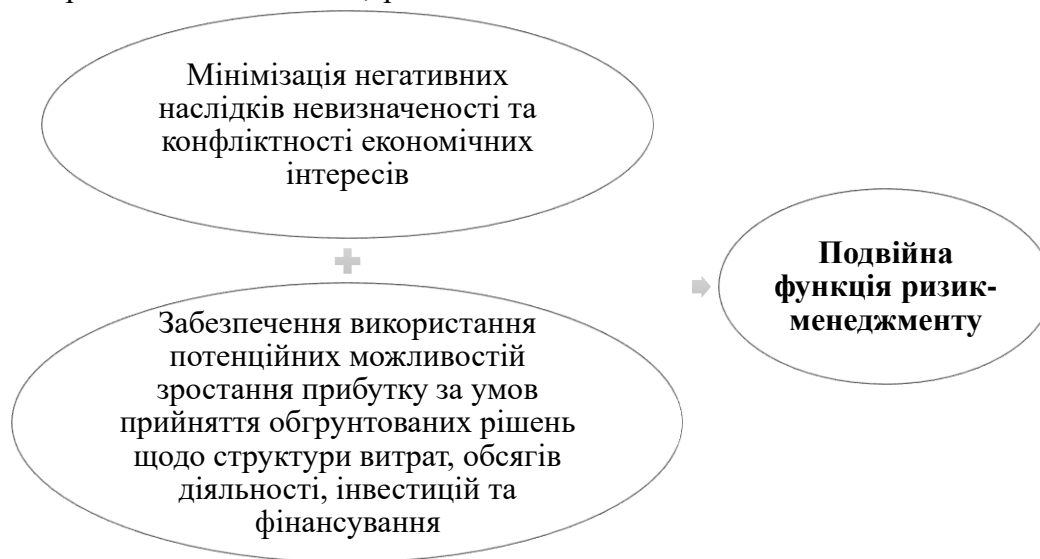 Мінімізація негативних
наслідків невизначеності та
конфліктності економічних
інтересів
Забезпечення використання
потенційних можливостей
зростання прибутку за умов
прийняття обгрунтованих рішень
щодо структури витрат, обсягів
діяльності, інвестицій та
фінансування
Подвійна
функція ризик-
менеджменту